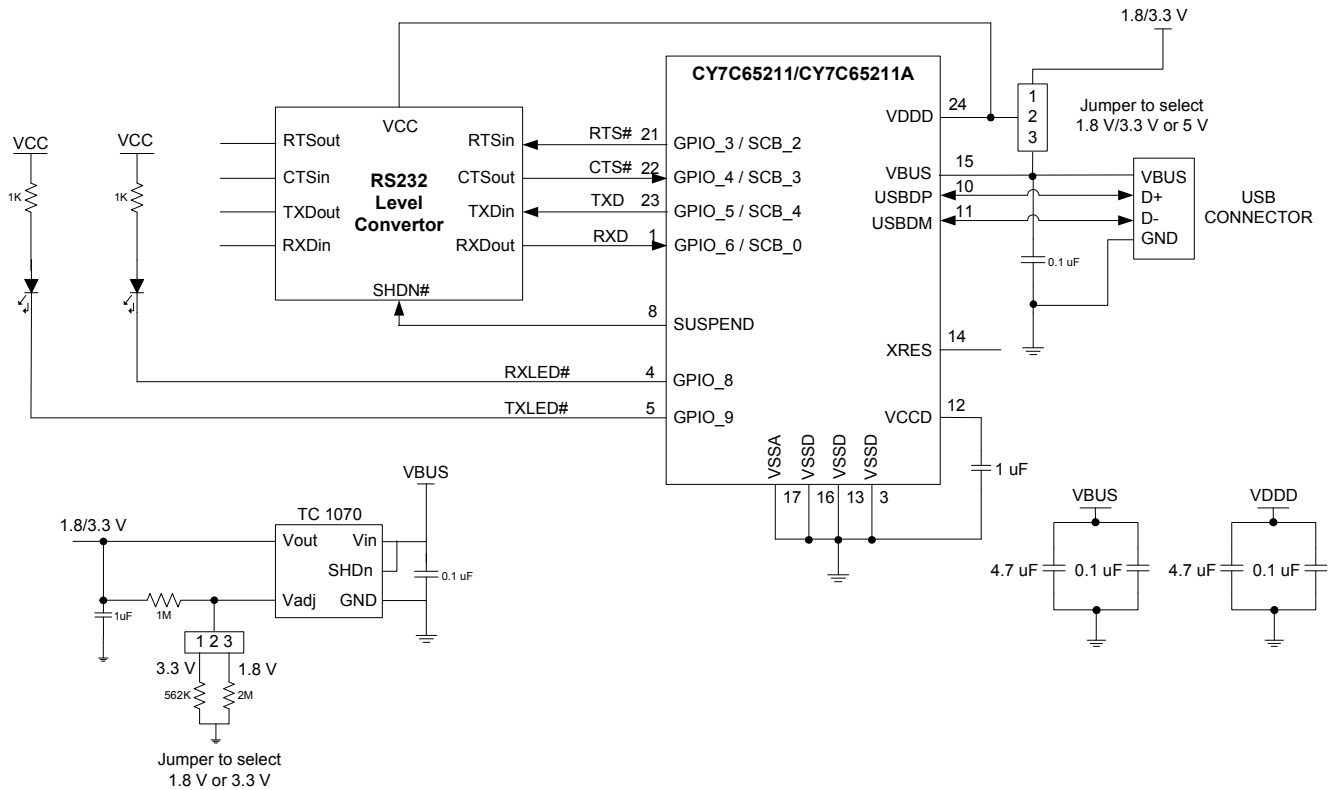 1.8/3.3 V
CY7C65211/CY7C65211A
VCC
VCC
1K
1K
VCC
RTSout
CTSin
TXDout
RXDin
RS232
Level
Convertor
RTSin
CTSout
TXDin
RXDout
SHDN#
RTS# 21
CTS# 22
TXD 23
RXD 1
8
RXLED# 4
TXLED# 5
GPIO_3 / SCB_2
GPIO_4 / SCB_3
GPIO_5 / SCB_4
GPIO_6 / SCB_0
SUSPEND
GPIO_8
GPIO_9
VDDD 24
VBUS 15
USBDP 10
USBDM 11
XRES 14
VCCD 12
VSSA
VSSD
VSSD
VSSD
17 16 13 3
1
2
3
Jumper to select
1.8 V/3.3 V or 5 V
VBUS
D+
D-
GND
USB
CONNECTOR
0.1 uF
1 uF
VBUS
4.7 uF 0.1 uF
VDDD
4.7 uF 0.1 uF
VBUS
TC 1070
1.8/3.3 V
Vout Vin
SHDn
Vadj GND
0.1 uF
1uF
1M
1 2 3
3.3 V 1.8 V
562K 2M
Jumper to select
1.8 V or 3.3 V